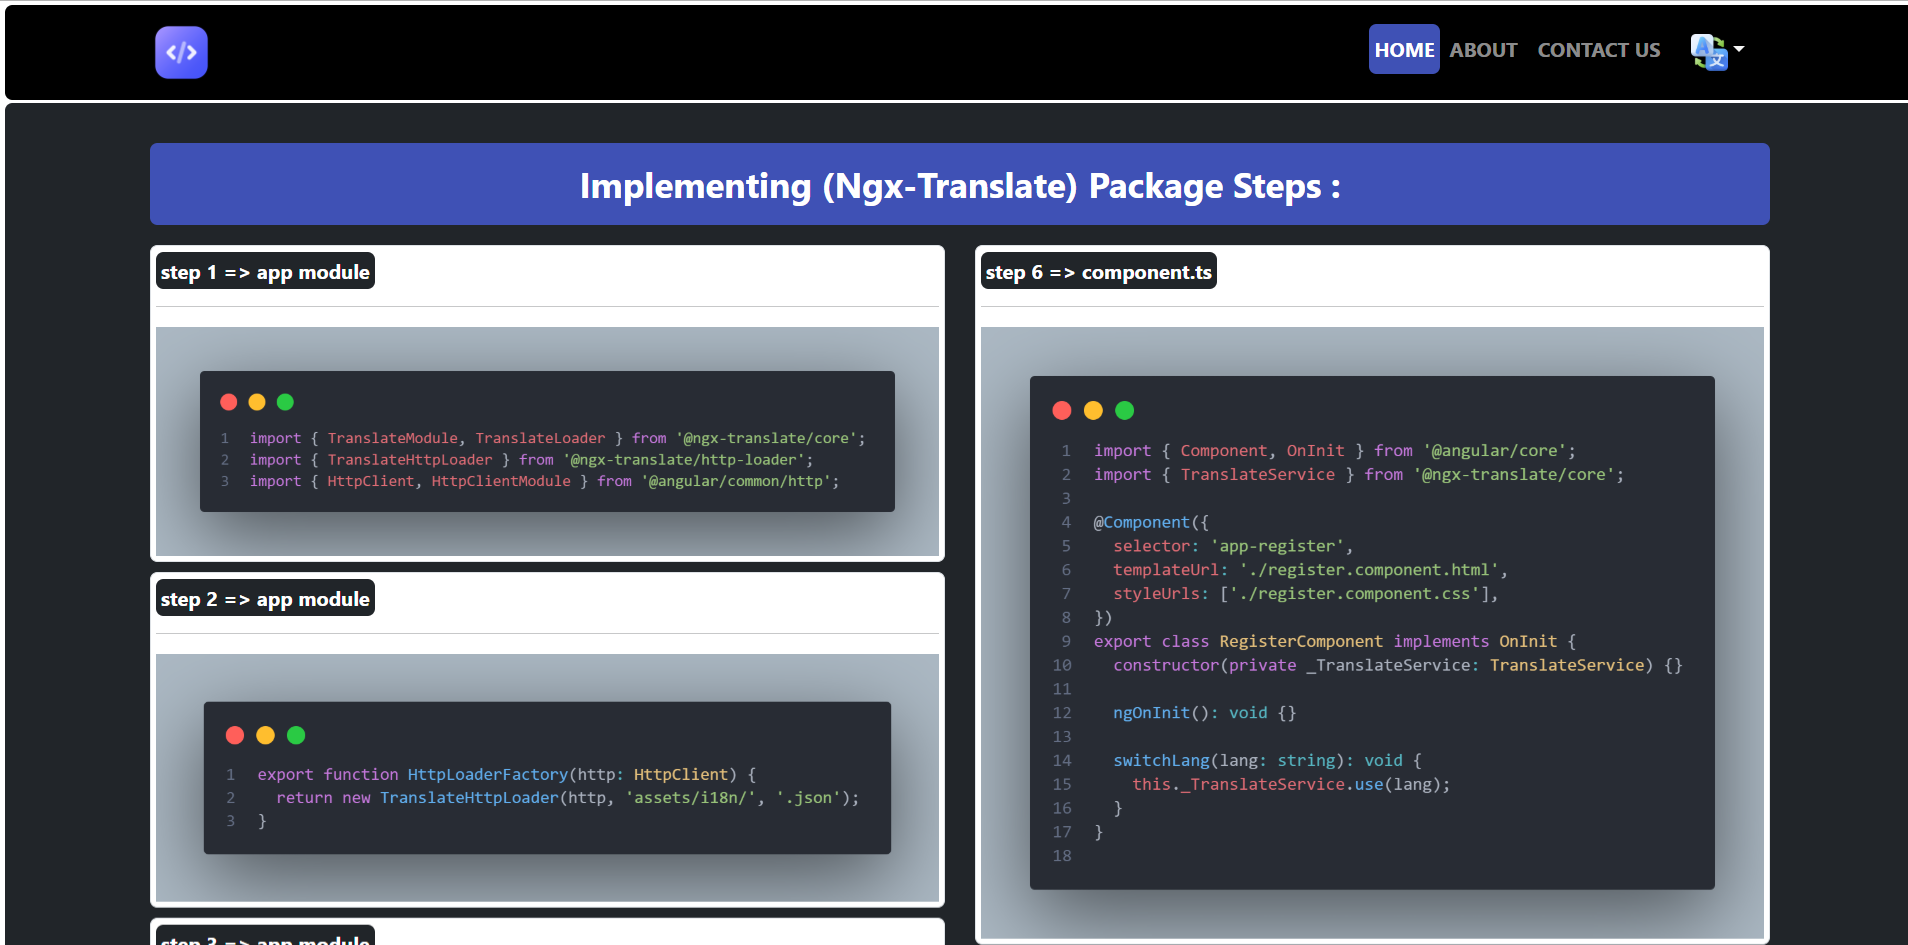 </>
HOME ABOUT CONTACT US
Implementing (Ngx-Translate) Package Steps :
step 1 => app module
1 import { TranslateModule, TranslateLoader } from '@ngx-translate/core';
2 import { TranslateHttpLoader } from '@ngx-translate/http-loader';
3 import { HttpClient, HttpClientModule } from '@angular/common/http';
step 2 => app module
1 export function HttpLoaderFactory(http: HttpClient) {
2   return new TranslateHttpLoader(http, 'assets/i18n/', '.json');
3 }
step 3 => app module
step 6 => component.ts
1 import { Component, OnInit } from '@angular/core';
2 import { TranslateService } from '@ngx-translate/core';
3
4 @Component({
5   selector: 'app-register',
6   templateUrl: './register.component.html',
7   styleUrls: ['./register.component.css'],
8 })
9 export class RegisterComponent implements OnInit {
10   constructor(private _TranslateService: TranslateService) {}
11
12   ngOnInit(): void {}
13
14   switchLang(lang: string): void {
15     this._TranslateService.use(lang);
16   }
17 }
18